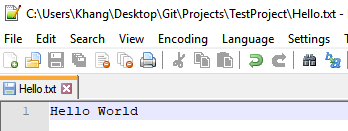 C:\Users\Khang\Desktop\Git\Projects\TestProject\Hello.txt -
File Edit Search View Encoding Language Settings
Hello.txt
1 Hello World